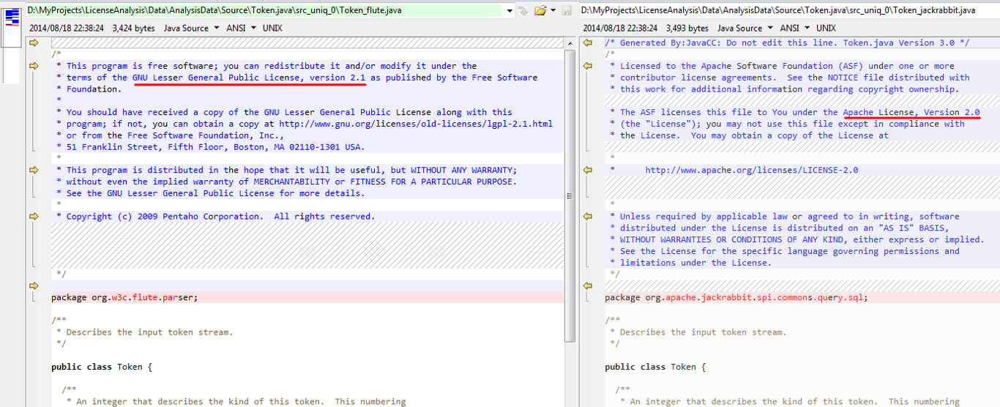 D:\MyProjects\LicenseAnalysis\Data\AnalysisData\Source\Token.java\src_uniq_0\Token_flute.java
2014/08/18 22:38:24 3,424 bytes Java Source ANSI UNIX
/*
* This program is free software; you can redistribute it and/or modify it under the
* terms of the GNU Lesser General Public License, version 2.1 as published by the Free Software
* Foundation.
*
* You should have received a copy of the GNU Lesser General Public License along with this
* program; if not, you can obtain a copy at http://www.gnu.org/licenses/old-licenses/lgpl-2.1.html
* or from the Free Software Foundation, Inc.,
* 51 Franklin Street, Fifth Floor, Boston, MA 02110-1301 USA.
*
* This program is distributed in the hope that it will be useful, but WITHOUT ANY WARRANTY;
* without even the implied warranty of MERCHANTABILITY or FITNESS FOR A PARTICULAR PURPOSE.
* See the GNU Lesser General Public License for more details.
*
* Copyright (c) 2009 Pentaho Corporation.  All rights reserved.
*/
package org.w3c.flute.parser;
/**
* Describes the input token stream.
*/
public class Token {
/**
* An integer that describes the kind of this token.  This numbering
D:\MyProjects\LicenseAnalysis\Data\AnalysisData\Source\Token.java\src_uniq_0\Token_jackrabbit.java
2014/08/18 22:38:24 3,493 bytes Java Source ANSI UNIX
/* Generated By:JavaCC: Do not edit this line. Token.java Version 3.0 */
/*
* Licensed to the Apache Software Foundation (ASF) under one or more
* contributor license agreements.  See the NOTICE file distributed with
* this work for additional information regarding copyright ownership.
* The ASF licenses this file to You under the Apache License, Version 2.0
* (the "License"); you may not use this file except in compliance with
* the License.  You may obtain a copy of the License at
*
*      http://www.apache.org/licenses/LICENSE-2.0
*
* Unless required by applicable law or agreed to in writing, software
* distributed under the License is distributed on an "AS IS" BASIS,
* WITHOUT WARRANTIES OR CONDITIONS OF ANY KIND, either express or implied.
* See the License for the specific language governing permissions and
* limitations under the License.
*/
package org.apache.jackrabbit.spi.commons.query.sql;
/**
* Describes the input token stream.
*/
public class Token {
/**
* An integer that describes the kind of this token.  This numbering